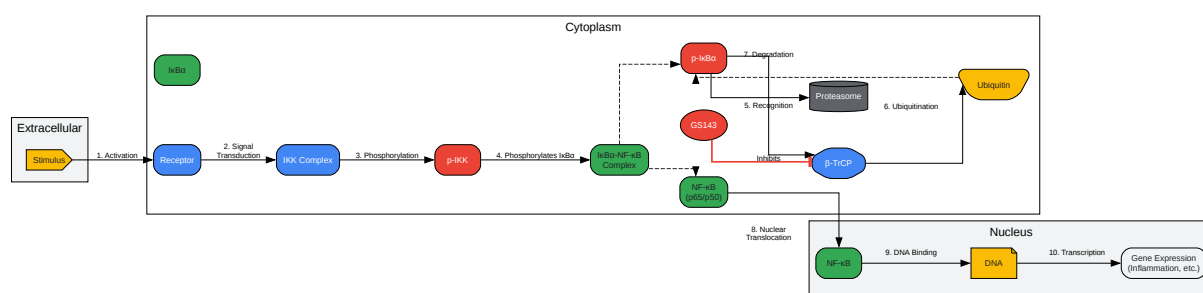 Cytoplasm
p-IκBα
7. Degradation
IκBα
Ubiquitin
Proteasome
5. Recognition
6. Ubiquitination
Extracellular
GS143
Stimulus
1. Activation
Receptor
2. Signal
Transduction
IKK Complex
3. Phosphorylation
p-IKK
4. Phosphorylates IκBα
IκBα-NF-κB
Complex
Inhibits
β-TrCP
NF-κB
(p65/p50)
8. Nuclear
Translocation
Nucleus
NF-κB
9. DNA Binding
DNA
10. Transcription
Gene Expression
(Inflammation, etc.)